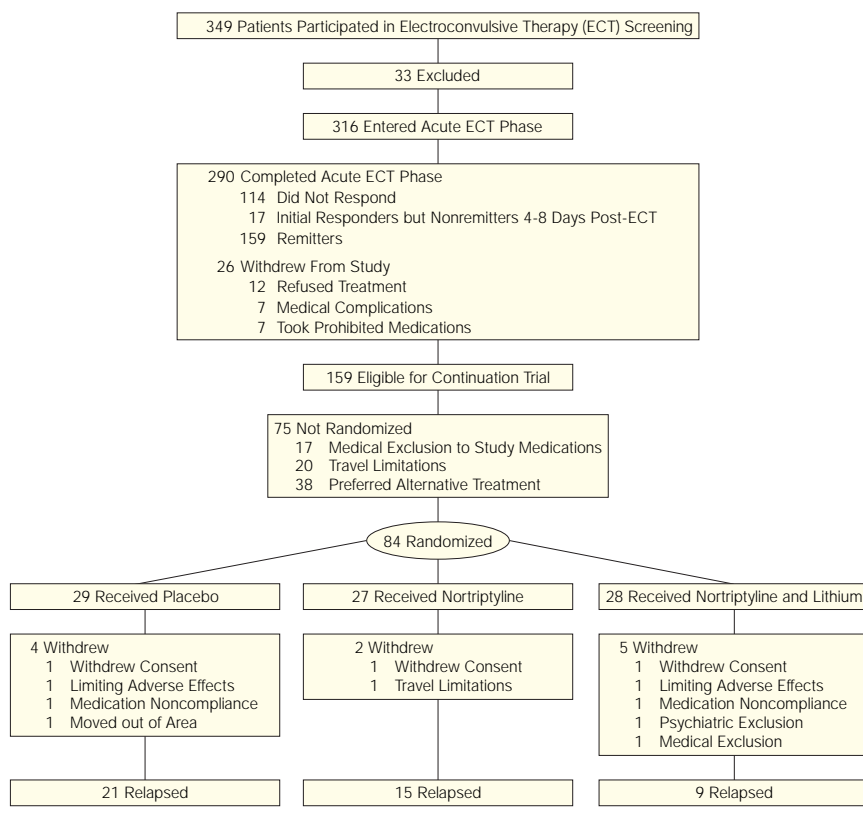 349 Patients Participated in Electroconvulsive Therapy (ECT) Screening
33 Excluded
316 Entered Acute ECT Phase
290 Completed Acute ECT Phase
114 Did Not Respond
17 Initial Responders but Nonremitters 4-8 Days Post-ECT
159 Remitters
26 Withdrew From Study
12 Refused Treatment
7 Medical Complications
7 Took Prohibited Medications
159 Eligible for Continuation Trial
75 Not Randomized
17 Medical Exclusion to Study Medications
20 Travel Limitations
38 Preferred Alternative Treatment
84 Randomized
29 Received Placebo
4 Withdrew
1 Withdrew Consent
1 Limiting Adverse Effects
1 Medication Noncompliance
1 Moved out of Area
21 Relapsed
27 Received Nortriptyline
2 Withdrew
1 Withdrew Consent
1 Travel Limitations
15 Relapsed
28 Received Nortriptyline and Lithium
5 Withdrew
1 Withdrew Consent
1 Limiting Adverse Effects
1 Medication Noncompliance
1 Psychiatric Exclusion
1 Medical Exclusion
9 Relapsed